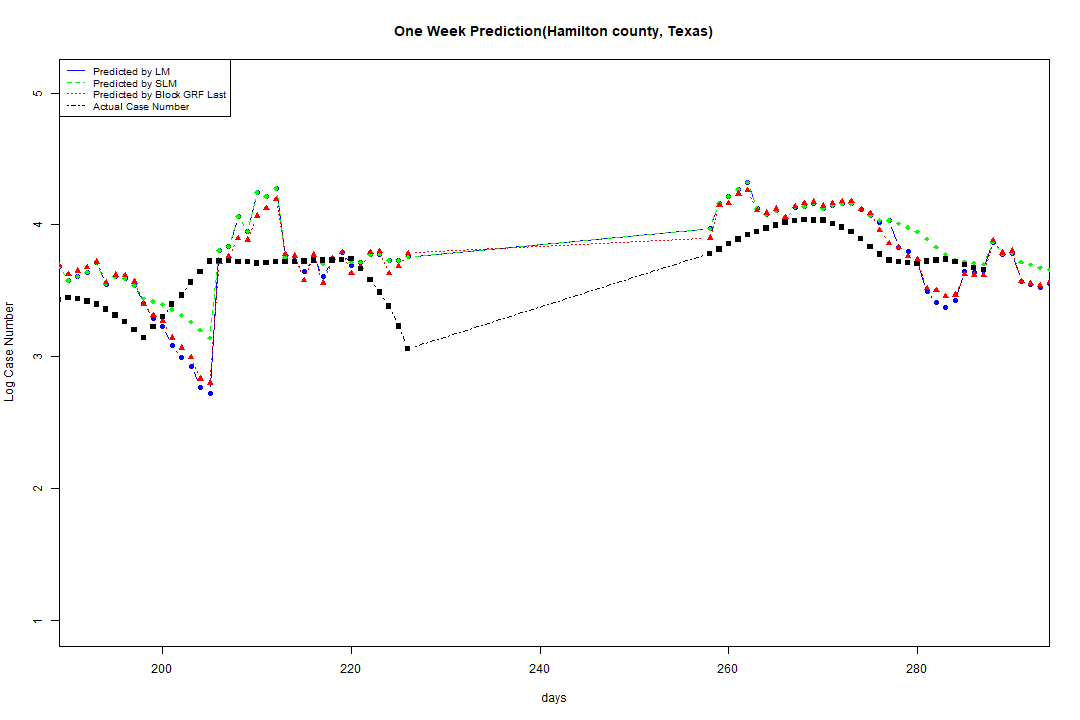 One Week Prediction(Hamilton county, Texas)
Predicted by LM
Predicted by SLM
Predicted by Block GRF Last
Actual Case Number
5
4
3
2
1
Log Case Number
200 220 240 260 280
days